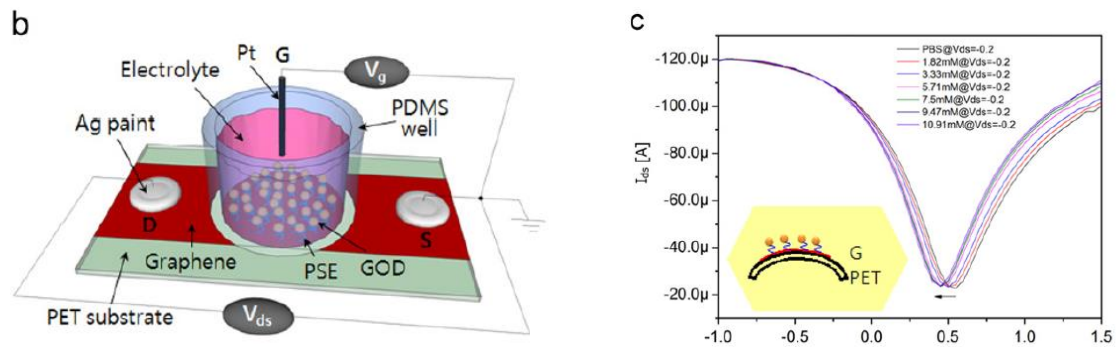 b
Pt
G
Vg
Electrolyte
PDMS
well
Ag paint
D
S
Graphene
PSE
GOD
PET substrate
Vds
c
-120.0µ
-100.0µ
-80.0µ
-60.0µ
-40.0µ
-20.0µ
Ids [A]
PBS@Vds=-0.2
1.82mM@Vds=-0.2
3.33mM@Vds=-0.2
5.71mM@Vds=-0.2
7.5mM@Vds=-0.2
9.47mM@Vds=-0.2
10.91mM@Vds=-0.2
G
PET
-1.0 -0.5 0.0 0.5 1.0 1.5